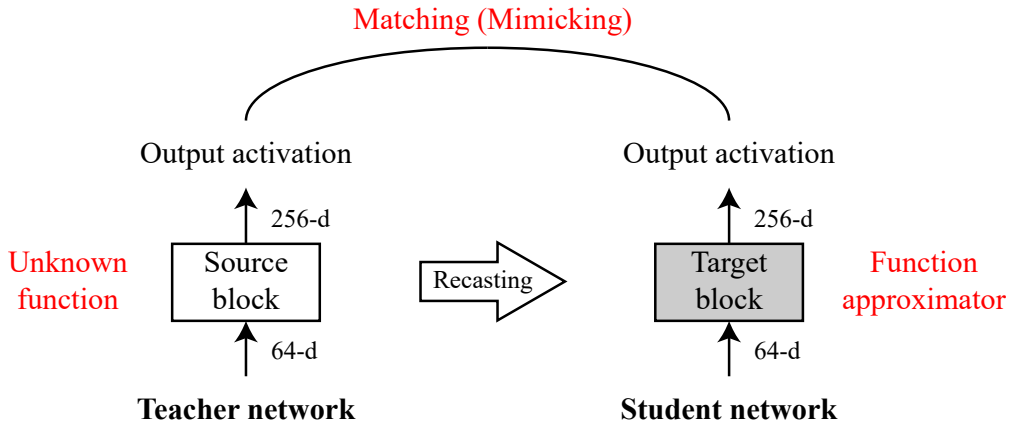 Matching (Mimicking)
Output activation
Output activation
256-d
256-d
Unknown
function
Source
block
Recasting
Target
block
Function
approximator
64-d
64-d
Teacher network
Student network